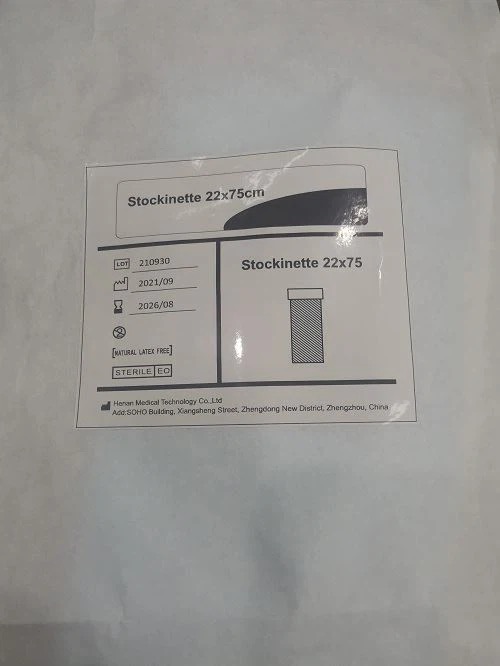 Stockinette 22x75cm
LOT 210930
2021/09
2026/08
[NATURAL LATEX FREE]
STERILE EO
Stockinette 22x75
Henan Medical Technology Co.,Ltd
Add:SOHO Building, Xiangsheng Street, Zhengdong New District, Zhengzhou, China